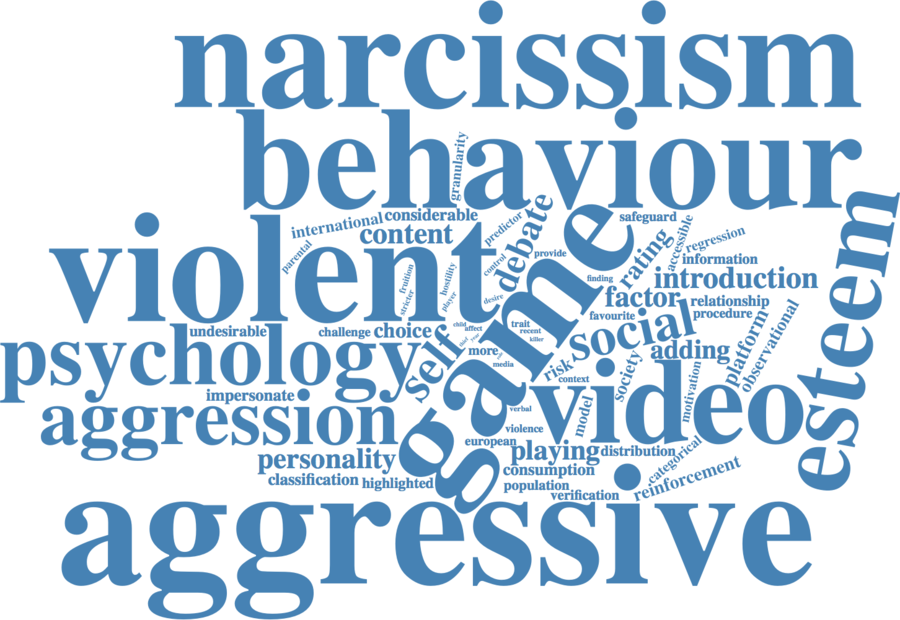 narcissism
behaviour
granularity
esteem
violent
international
considerable
content
parental
predictor
debate
control
provide
safeguard
accessible
rating
regression
information
introduction
finding
fruition
stricter
hostility
player
desire
game
factor
relationship
favourite
procedure
undesirable
challenge
choice
child
affect
trait
recent
killer
social
platform
observational
psychology
self
more
media
risk
context
society
adding
motivation
impersonate
aggression
verbal
video
model
violence
european
personality
playing
distribution
categorical
classification
highlighted
consumption
population
verification
reinforcement
aggressive